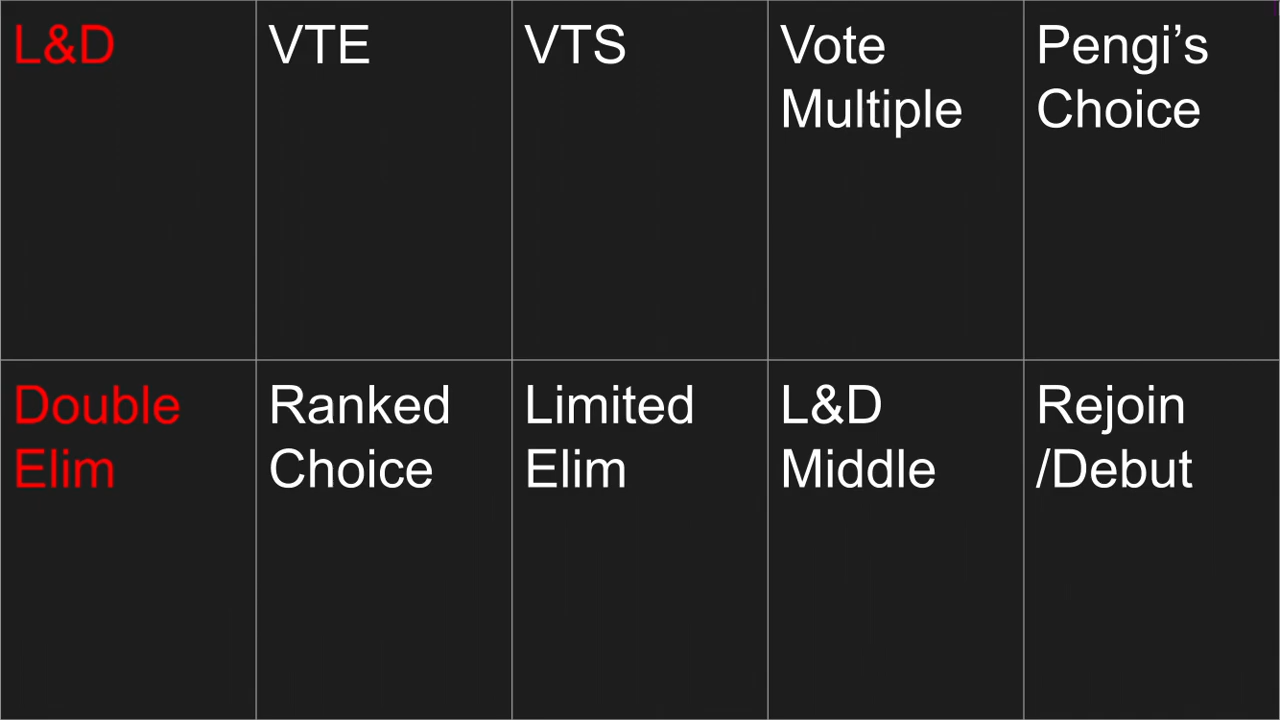 L&D
VTE
VTS
Vote
Multiple
Pengi’s
Choice
Double
Elim
Ranked
Choice
Limited
Elim
L&D
Middle
Rejoin
/Debut